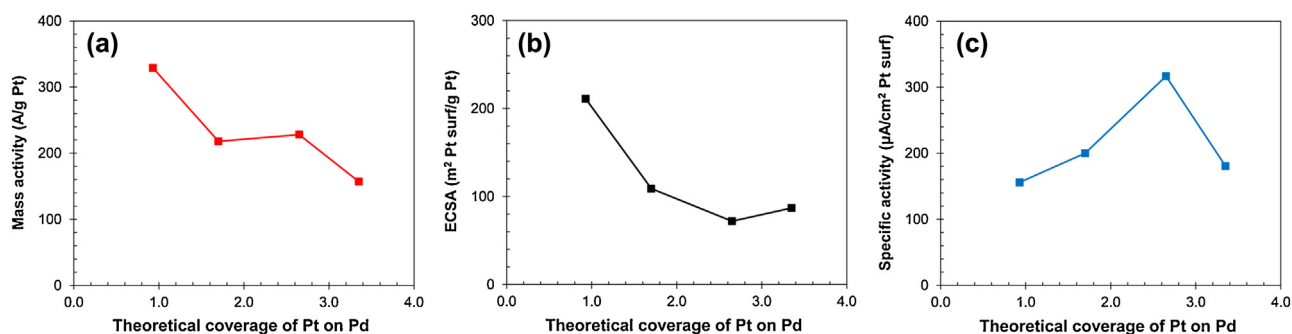 (a)
Mass activity (A/g Pt)
400
300
200
100
0
0.0 1.0 2.0 3.0 4.0
Theoretical coverage of Pt on Pd
(b)
ECSA (m² Pt surf/g Pt)
300
200
100
0
0.0 1.0 2.0 3.0 4.0
Theoretical coverage of Pt on Pd
(c)
Specific activity (µA/cm² Pt surf)
400
300
200
100
0
0.0 1.0 2.0 3.0 4.0
Theoretical coverage of Pt on Pd